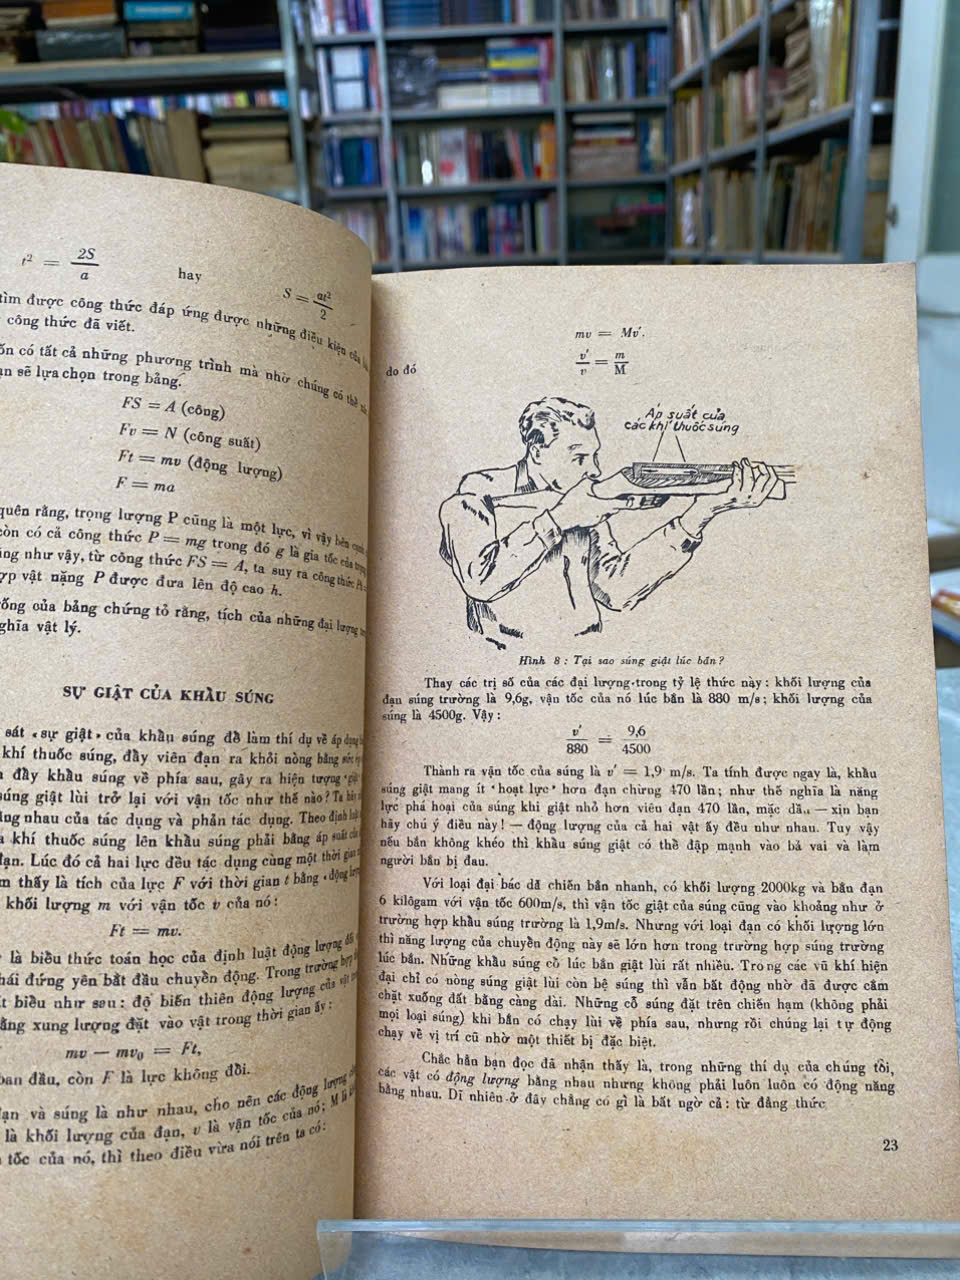 t² = 2S/a hay S = at²/2
tìm được công thức đáp ứng được những điều kiện của
công thức đã viết.
ốn có tất cả những phương trình mà nhờ chúng có thể
ạn sẽ lựa chọn trong bảng.
FS = A (công)
Fv = N (công suất)
Ft = mv (động lượng)
F = ma
quên rằng, trọng lượng P cũng là một lực, vì vậy bên cạnh
còn có cả công thức P = mg trong đó g là gia tốc của
như vậy, từ công thức FS = A, ta suy ra công thức
ợp vật nặng P được đưa lên độ cao h.
ống của bảng chứng tỏ rằng, tích của những đại lượng
ghĩa vật lý.
SỰ GIẬT CỦA KHẨU SÚNG
sát «sự giật» của khẩu súng để làm thí dụ về áp dụng
khí thuốc súng, đẩy viên đạn ra khỏi nòng bằng sức
đẩy khẩu súng về phía sau, gây ra hiện tượng
súng giật lùi trở lại với vận tốc như thế nào? Ta hãy
ng nhau của tác dụng và phản tác dụng. Theo định luật
khí thuốc súng lên khẩu súng phải bằng áp suất của
đạn. Lúc đó cả hai lực đều tác dụng cùng một thời gian
m thấy là tích của lực F với thời gian t bằng «động lượng
khối lượng m với vận tốc v của nó:
Ft = mv.
là biểu thức toán học của định luật động lượng đối
hái đứng yên bắt đầu chuyển động. Trong trường hợp
t biểu như sau: độ biến thiên động lượng của vật
ằng xung lượng đặt vào vật trong thời gian ấy:
mv — mv₀ = Ft,
ban đầu, còn F là lực không đổi.
đạn và súng là như nhau, cho nên các động lượng
là khối lượng của đạn, v là vận tốc của nó; M là
tốc của nó, thì theo điều vừa nói trên ta có:
mv = Mv'.
do đó v'/v = m/M
Áp suất của
các khí thuốc súng
Hình 8 : Tại sao súng giật lúc bắn?
Thay các trị số của các đại lượng trong tỷ lệ thức này : khối lượng của
đạn súng trường là 9,6g, vận tốc của nó lúc bắn là 880 m/s ; khối lượng của
súng là 4500g. Vậy :
v'/880 = 9,6/4500
Thành ra vận tốc của súng là v' = 1,9 m/s. Ta tính được ngay là, khẩu
súng giật mang ít "hoạt lực" hơn đạn chừng 470 lần ; như thế nghĩa là năng
lực phá hoại của súng khi giật nhỏ hơn viên đạn 470 lần, mặc dầu — xin bạn
hãy chú ý điều này! — động lượng của cả hai vật ấy đều như nhau. Tuy vậy
nếu bắn không khéo thì khẩu súng giật có thể đập mạnh vào bả vai và làm
người bắn bị đau.
Với loại đại bác dã chiến bắn nhanh, có khối lượng 2000kg và bắn đạn
6 kilôgam với vận tốc 600m/s, thì vận tốc giật của súng cũng vào khoảng như ở
trường hợp khẩu súng trường là 1,9m/s. Nhưng với loại đạn có khối lượng lớn
thì năng lượng của chuyển động này sẽ lớn hơn trong trường hợp súng trường
lúc bắn. Những khẩu súng cổ lúc bắn giật lùi rất nhiều. Trong các vũ khí hiện
đại chỉ có nòng súng giật lùi còn bệ súng thì vẫn bất động nhờ đã được cắm
chặt xuống đất bằng càng dài. Những cỗ súng đặt trên chiến hạm (không phải
mọi loại súng) khi bắn có chạy lùi về phía sau, nhưng rồi chúng lại tự động
chạy về vị trí cũ nhờ một thiết bị đặc biệt.
Chắc hẳn bạn đọc đã nhận thấy là, trong những thí dụ của chúng tôi,
các vật có động lượng bằng nhau nhưng không phải luôn luôn có động năng
bằng nhau. Dĩ nhiên ở đây chẳng có gì là bất ngờ cả : từ đẳng thức
23